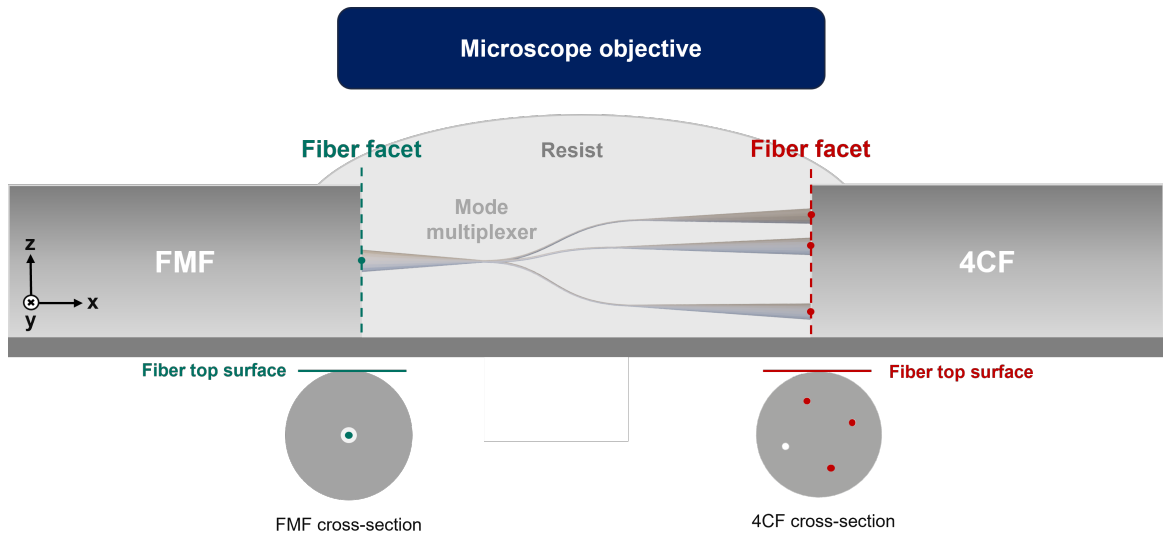 Microscope objective
Fiber facet
Resist
Fiber facet
Mode
multiplexer
FMF
4CF
z
x
y
Fiber top surface
Fiber top surface
FMF cross-section
4CF cross-section